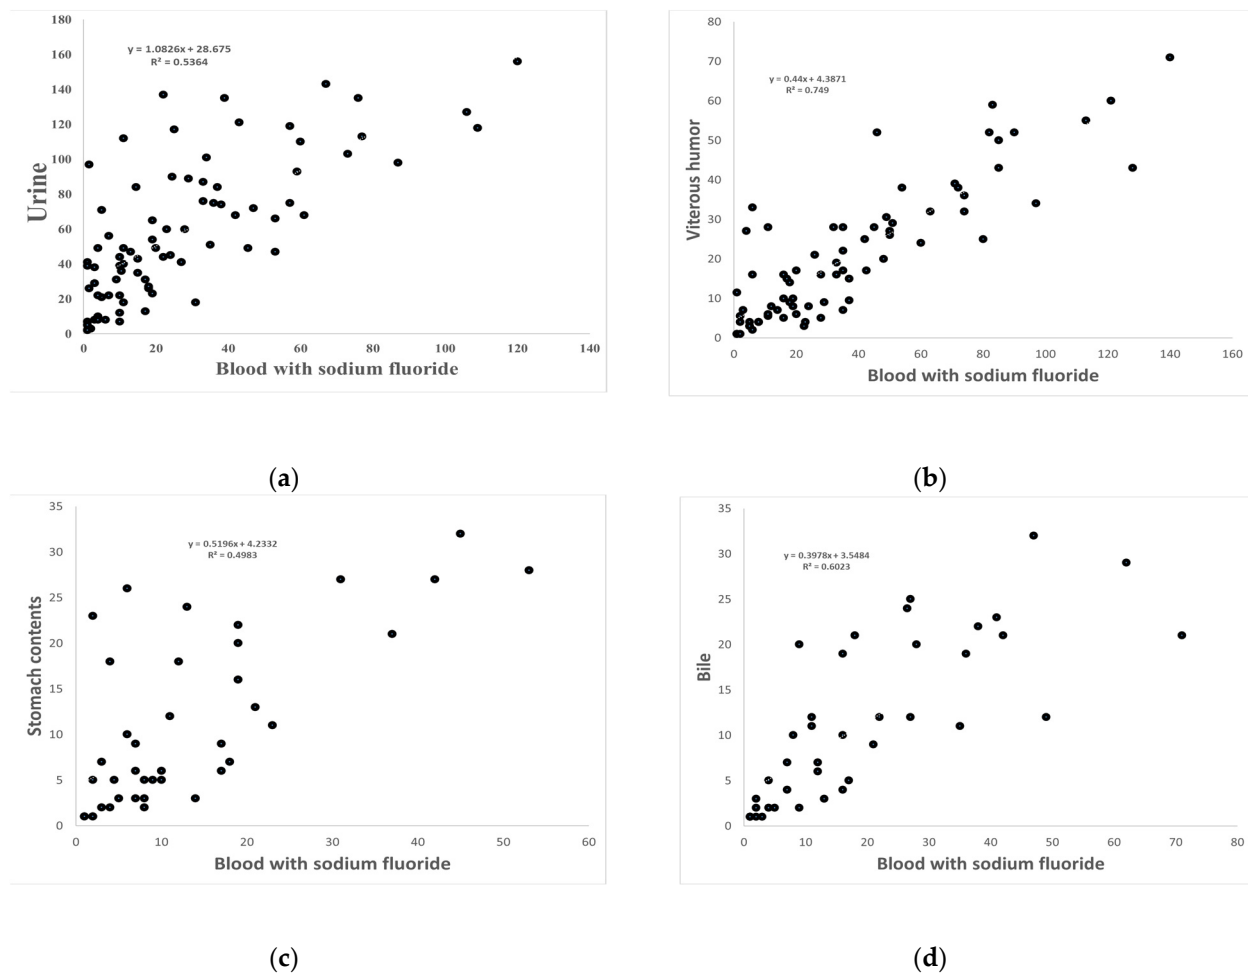 180
160
140
120
100
80
60
40
20
0
y = 1.0826x + 28.675
R² = 0.5364
Urine
0 20 40 60 80 100 120 140
Blood with sodium fluoride
(a)
80
70
60
50
40
30
20
10
0
y = 0.44x + 4.3871
R² = 0.749
Viterous humor
0 20 40 60 80 100 120 140 160
Blood with sodium fluoride
(b)
35
30
25
20
15
10
5
0
y = 0.5196x + 4.2332
R² = 0.4983
Stomach contents
0 10 20 30 40 50 60
Blood with sodium fluoride
(c)
35
30
25
20
15
10
5
0
y = 0.3978x + 3.5484
R² = 0.6023
Bile
0 10 20 30 40 50 60 70 80
Blood with sodium fluoride
(d)